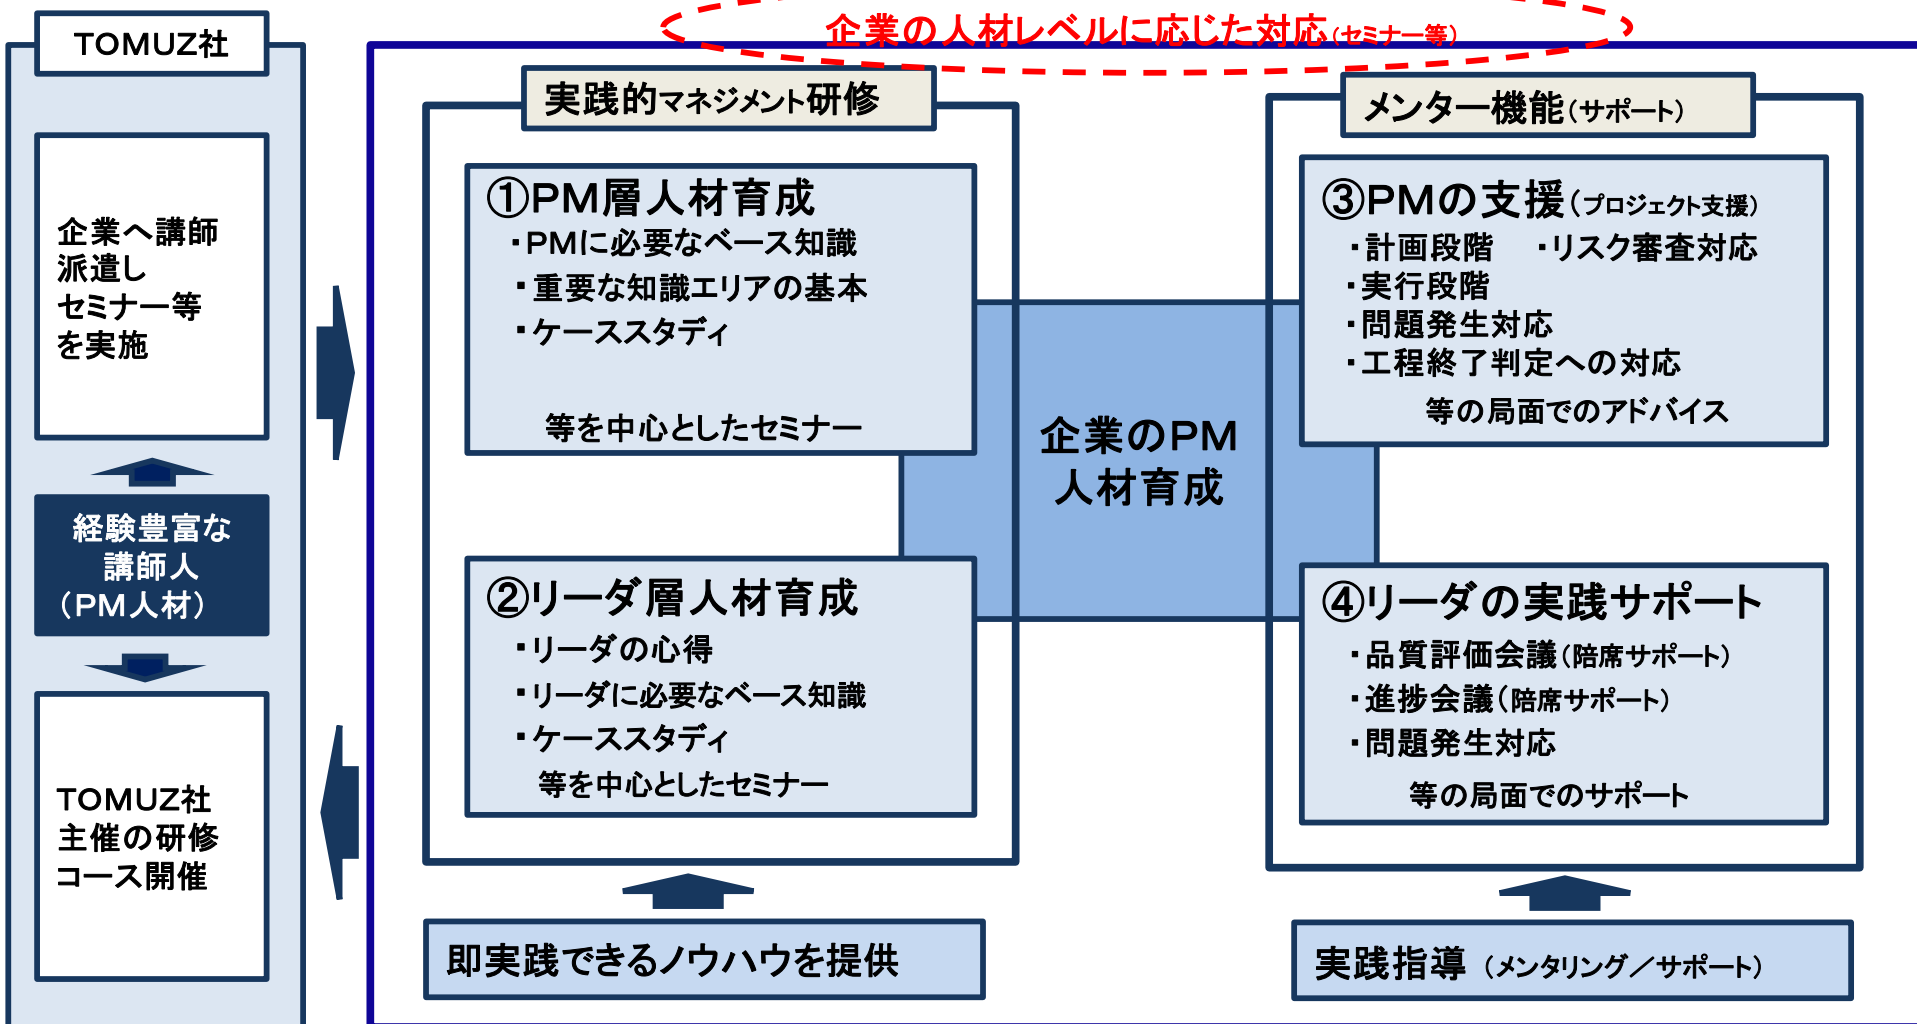 企業の人材レベルに応じた対応(セミナー等)
TOMUZ社
企業へ講師
派遣し
セミナー等
を実施
経験豊富な
講師人
(PM人材)
TOMUZ社
主催の研修
コース開催
実践的マネジメント研修
①PM層人材育成
・PMに必要なベース知識
・重要な知識エリアの基本
・ケーススタディ
等を中心としたセミナー
②リーダ層人材育成
・リーダの心得
・リーダに必要なベース知識
・ケーススタディ
等を中心としたセミナー
即実践できるノウハウを提供
企業のPM
人材育成
メンター機能(サポート)
③PMの支援(プロジェクト支援)
・計画段階　・リスク審査対応
・実行段階
・問題発生対応
・工程終了判定への対応
等の局面でのアドバイス
④リーダの実践サポート
・品質評価会議(陪席サポート)
・進捗会議(陪席サポート)
・問題発生対応
等の局面でのサポート
実践指導(メンタリング／サポート)